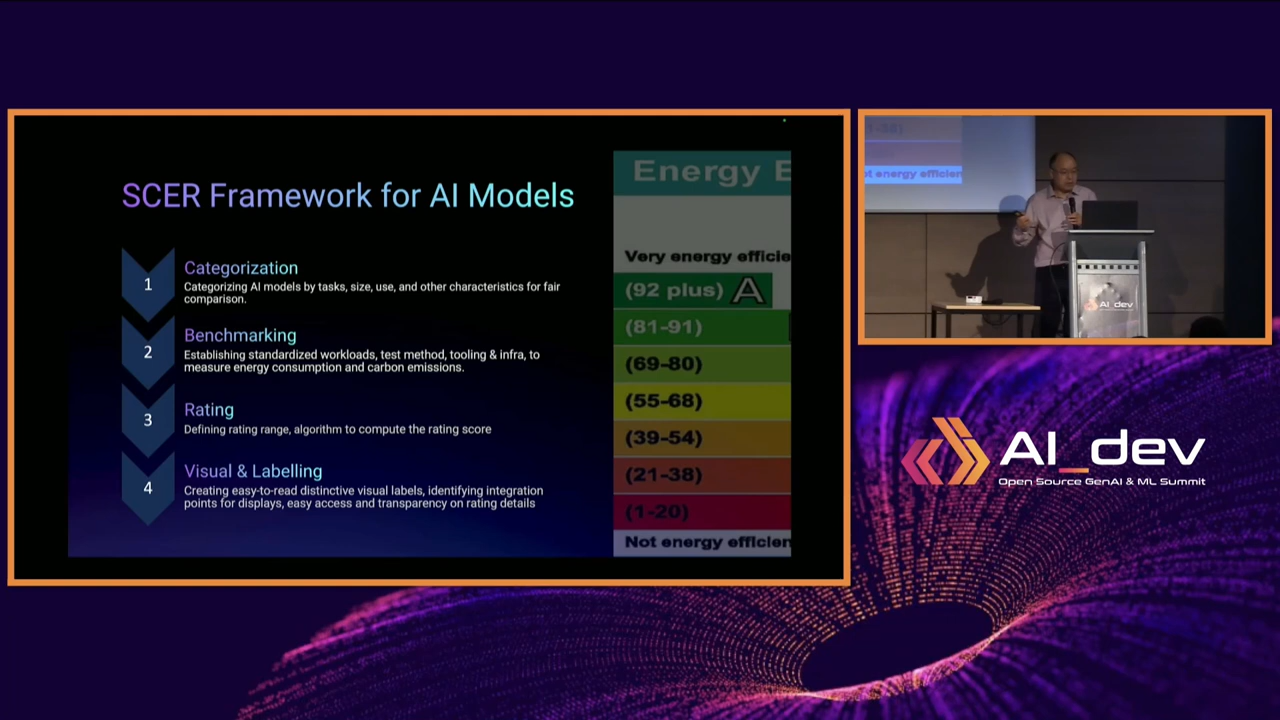 SCER Framework for AI Models
1
Categorization
Categorizing AI models by tasks, size, use, and other characteristics for fair
comparison.
2
Benchmarking
Establishing standardized workloads, test method, tooling & infra, to
measure energy consumption and carbon emissions.
3
Rating
Defining rating range, algorithm to compute the rating score
4
Visual & Labelling
Creating easy-to-read distinctive visual labels, identifying integration
points for displays, easy access and transparency on rating details
Energy E
Very energy efficie
(92 plus) A
(81-91)
(69-80)
(55-68)
(39-54)
(21-38)
(1-20)
Not energy efficien
ot energy efficien
AI_dev
AI_dev
Open Source GenAI & ML Summit